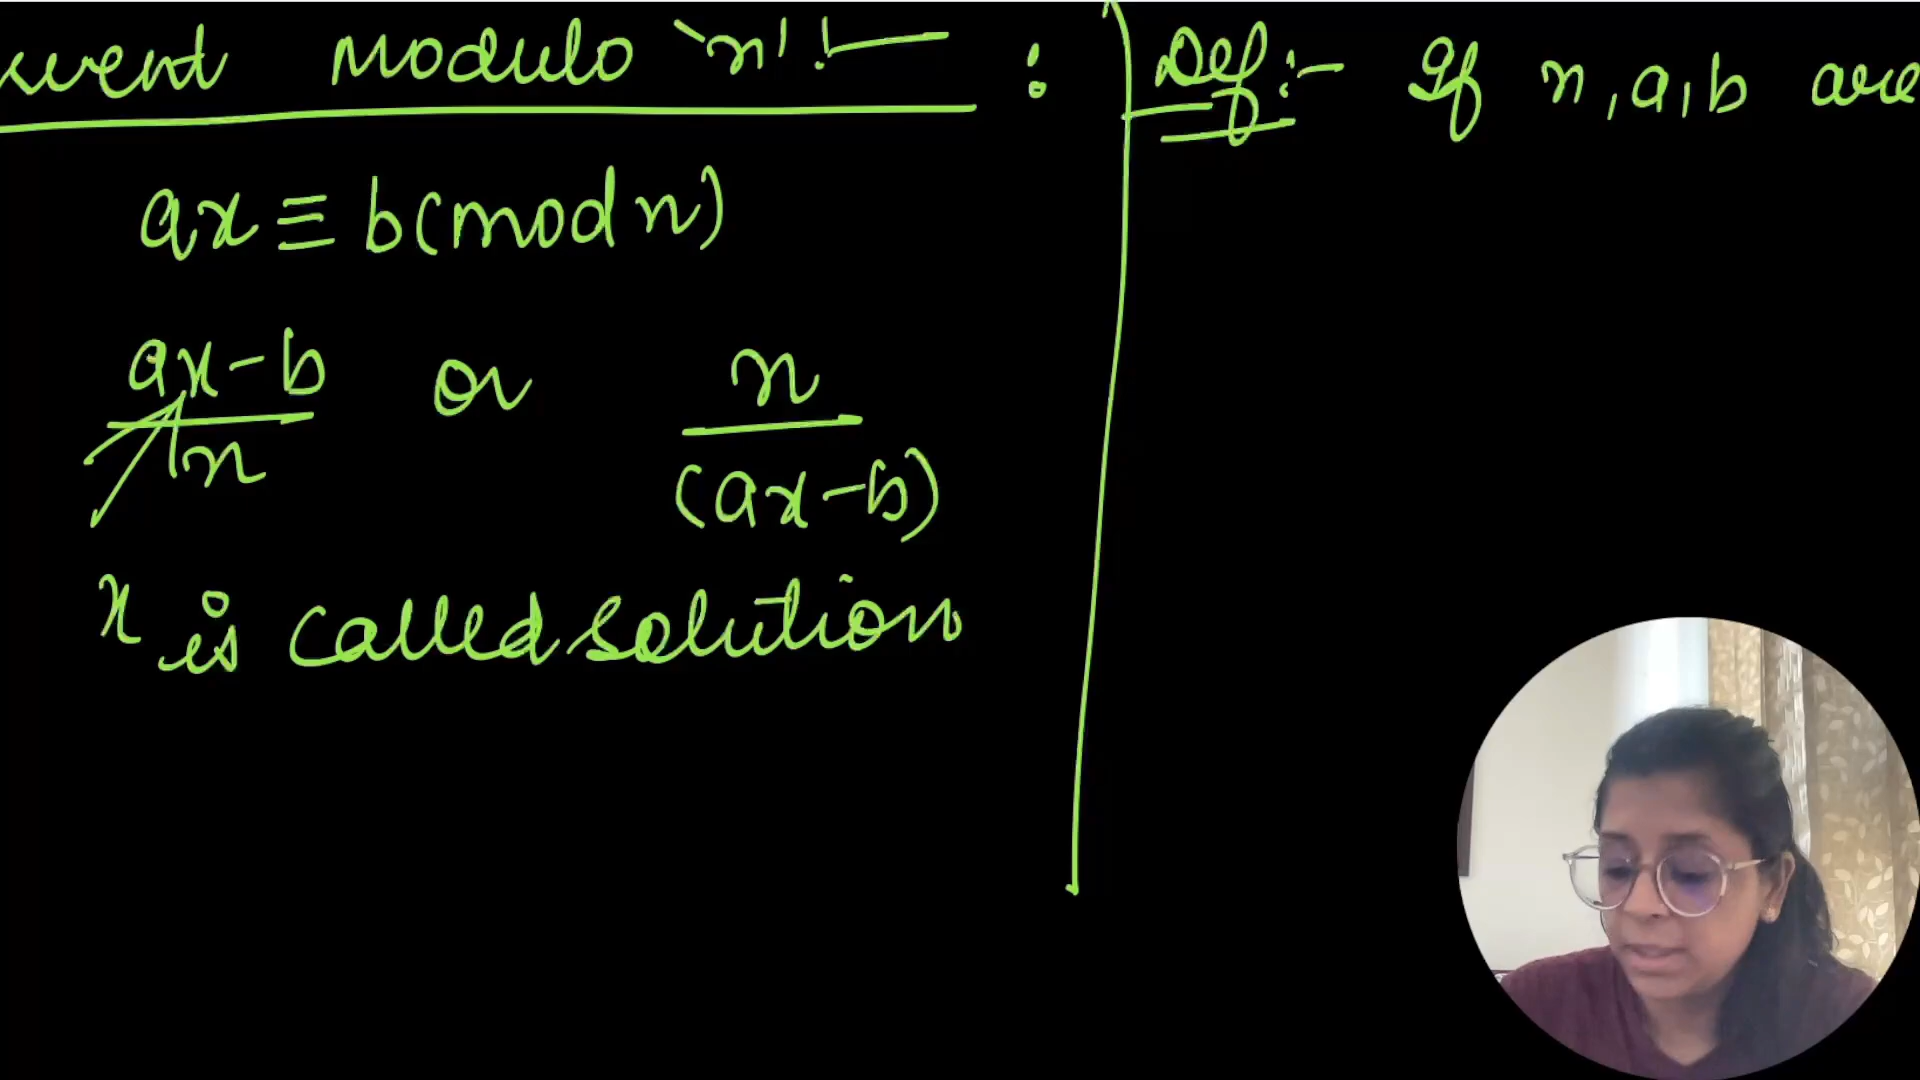 modulo 'n' :- :
ax ≡ b(mod n)
ax-b/n or n/(ax-b)
x is called solution
Def:- If n, a, b are